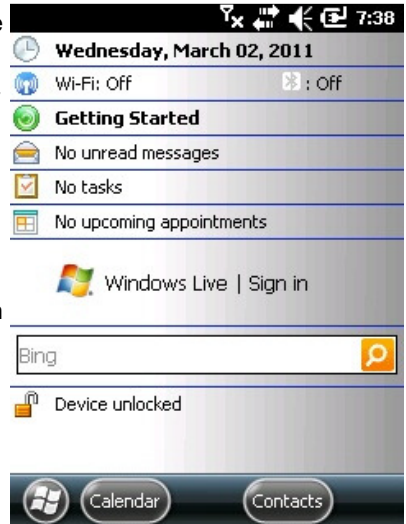 7:38
Wednesday, March 02, 2011
Wi-Fi: Off : Off
Getting Started
No unread messages
No tasks
No upcoming appointments
Windows Live | Sign in
Bing
Device unlocked
Calendar Contacts